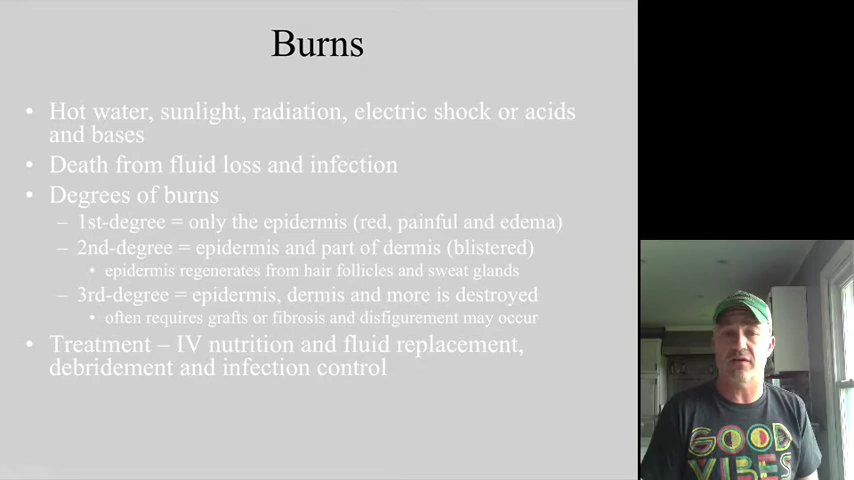 Burns
• Hot water, sunlight, radiation, electric shock or acids
and bases
• Death from fluid loss and infection
• Degrees of burns
– 1st-degree = only the epidermis (red, painful and edema)
– 2nd-degree = epidermis and part of dermis (blistered)
• epidermis regenerates from hair follicles and sweat glands
– 3rd-degree = epidermis, dermis and more is destroyed
• often requires grafts or fibrosis and disfigurement may occur
• Treatment – IV nutrition and fluid replacement,
debridement and infection control
GOOD
VIBES